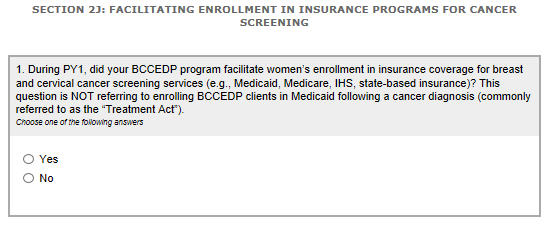 SECTION 2J: FACILITATING ENROLLMENT IN INSURANCE PROGRAMS FOR CANCER
SCREENING
1. During PY1, did your BCCEDP program facilitate women's enrollment in insurance coverage for breast
and cervical cancer screening services (e.g., Medicaid, Medicare, IHS, state-based insurance)? This
question is NOT referring to enrolling BCCEDP clients in Medicaid following a cancer diagnosis (commonly
referred to as the “Treatment Act”).
Choose one of the following answers
Yes
No